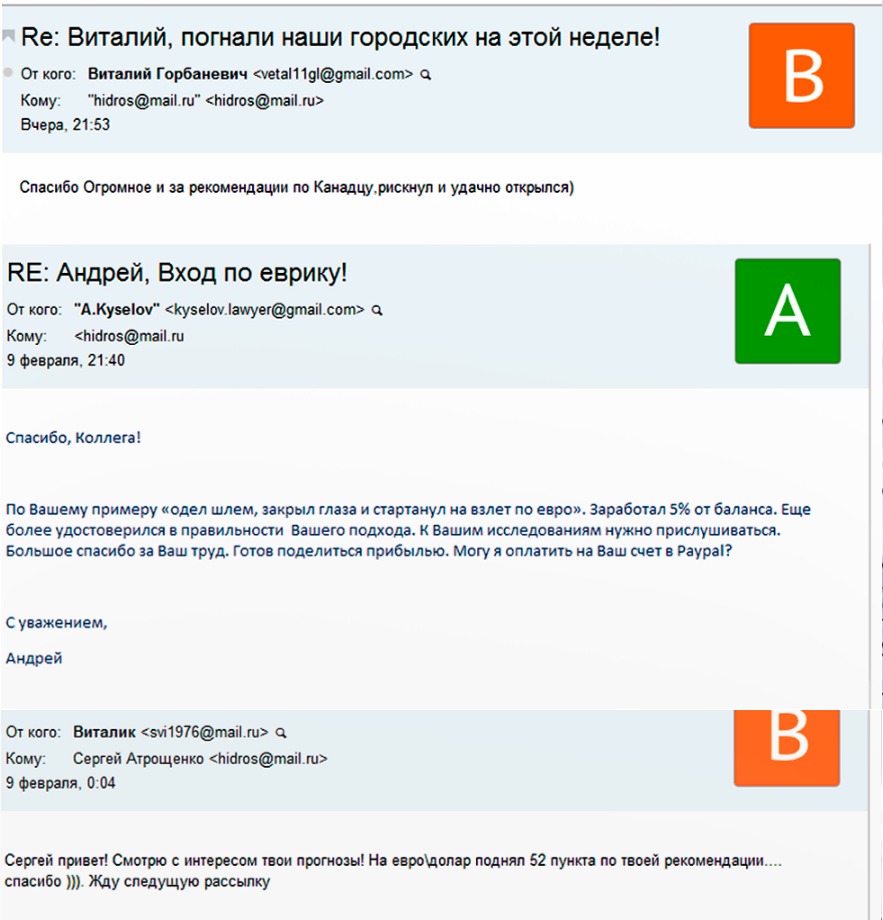 Re: Виталий, погнали наши городских на этой неделе!
От кого: Виталий Горбаневич <vetal11gl@gmail.com>
В
Кому: "hidros@mail.ru" <hidros@mail.ru>
Вчера, 21:53
Спасибо Огромное и за рекомендации по Канадцу,рискнул и удачно открылся)
RE: Андрей, Вход по еврику!
От кого: "A.Kyselov" <kyselov.lawyer@gmail.com>
А
Кому: <hidros@mail.ru
9 февраля, 21:40
Спасибо, Коллега!
По Вашему примеру «одел шлем, закрыл глаза и стартанул на взлет по евро». Заработал 5% от баланса. Еще
более удостоверился в правильности Вашего подхода. К Вашим исследованиям нужно прислушиваться.
Большое спасибо за Ваш труд. Готов поделиться прибылью. Могу я оплатить на Ваш счет в Paypal?
С уважением,
Андрей
От кого: Виталик <svi1976@mail.ru>
В
Кому: Сергей Атрощенко <hidros@mail.ru>
9 февраля, 0:04
Сергей привет! Смотрю с интересом твои прогнозы! На евро\долар поднял 52 пункта по твоей рекомендации....
спасибо ))). Жду следущую рассылку